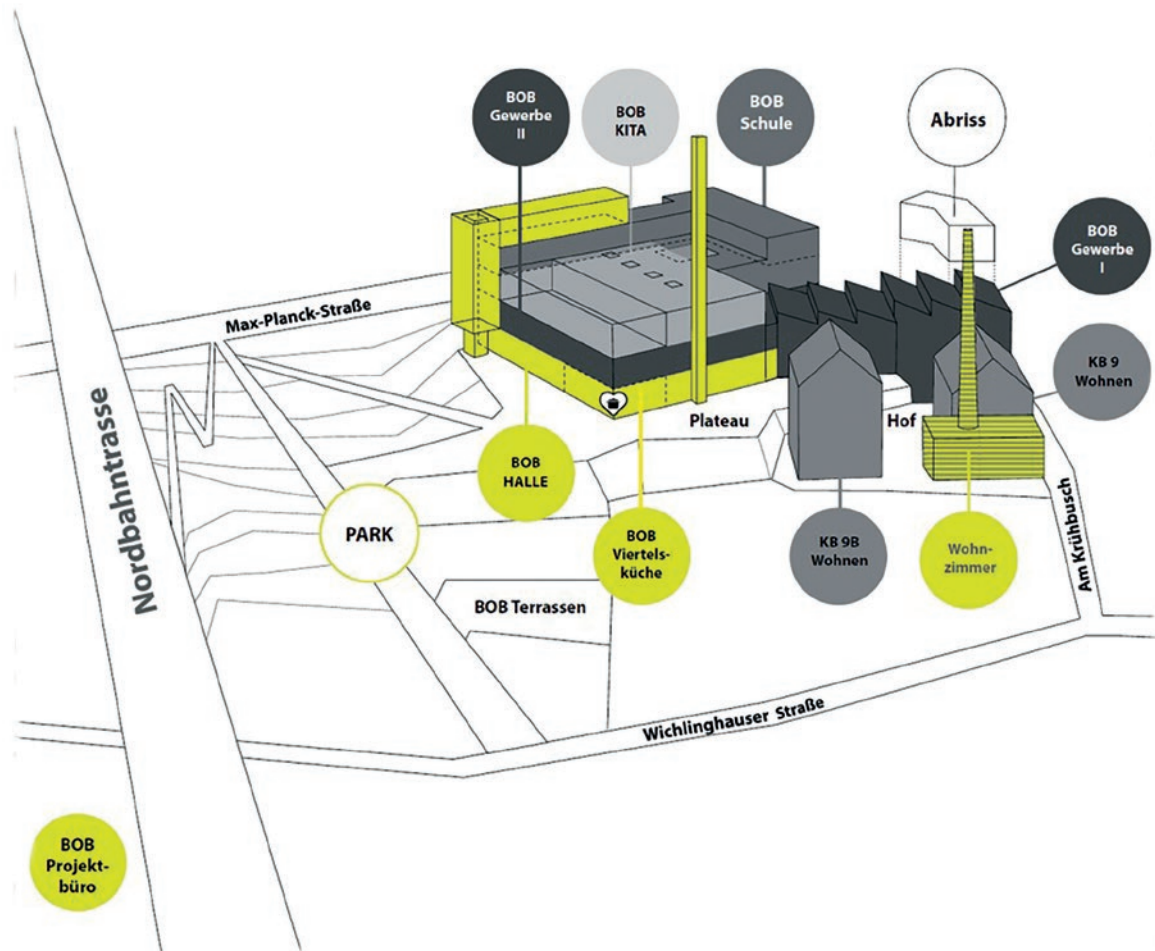 BOB
Gewerbe
II
BOB
KITA
BOB
Schule
Abriss
BOB
Gewerbe
I
Max-Planck-Straße
KB 9
Wohnen
Nordbahntrasse
Plateau
Hof
BOB
HALLE
PARK
BOB
Viertels-
küche
KB 9B
Wohnen
Wohn-
zimmer
Am Krühbusch
BOB Terrassen
Wichlinghauser Straße
BOB
Projekt-
büro